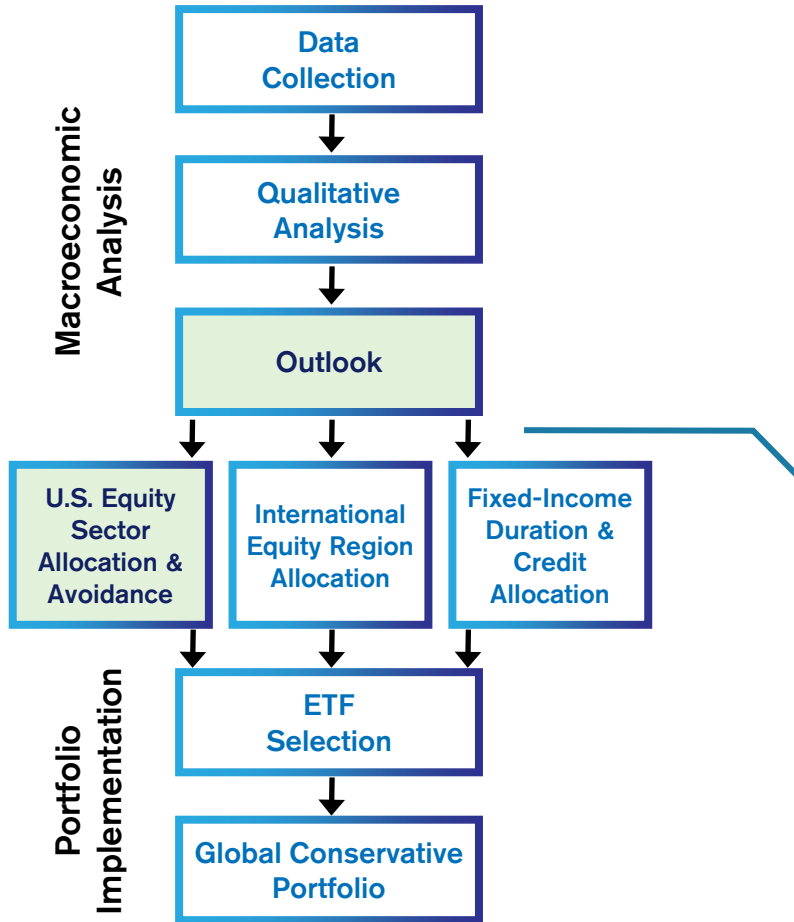 Macroeconomic
Analysis
Data
Collection
Qualitative
Analysis
Outlook
U.S. Equity
Sector
Allocation &
Avoidance
International
Equity Region
Allocation
Fixed-Income
Duration &
Credit
Allocation
Portfolio
Implementation
ETF
Selection
Global Conservative
Portfolio